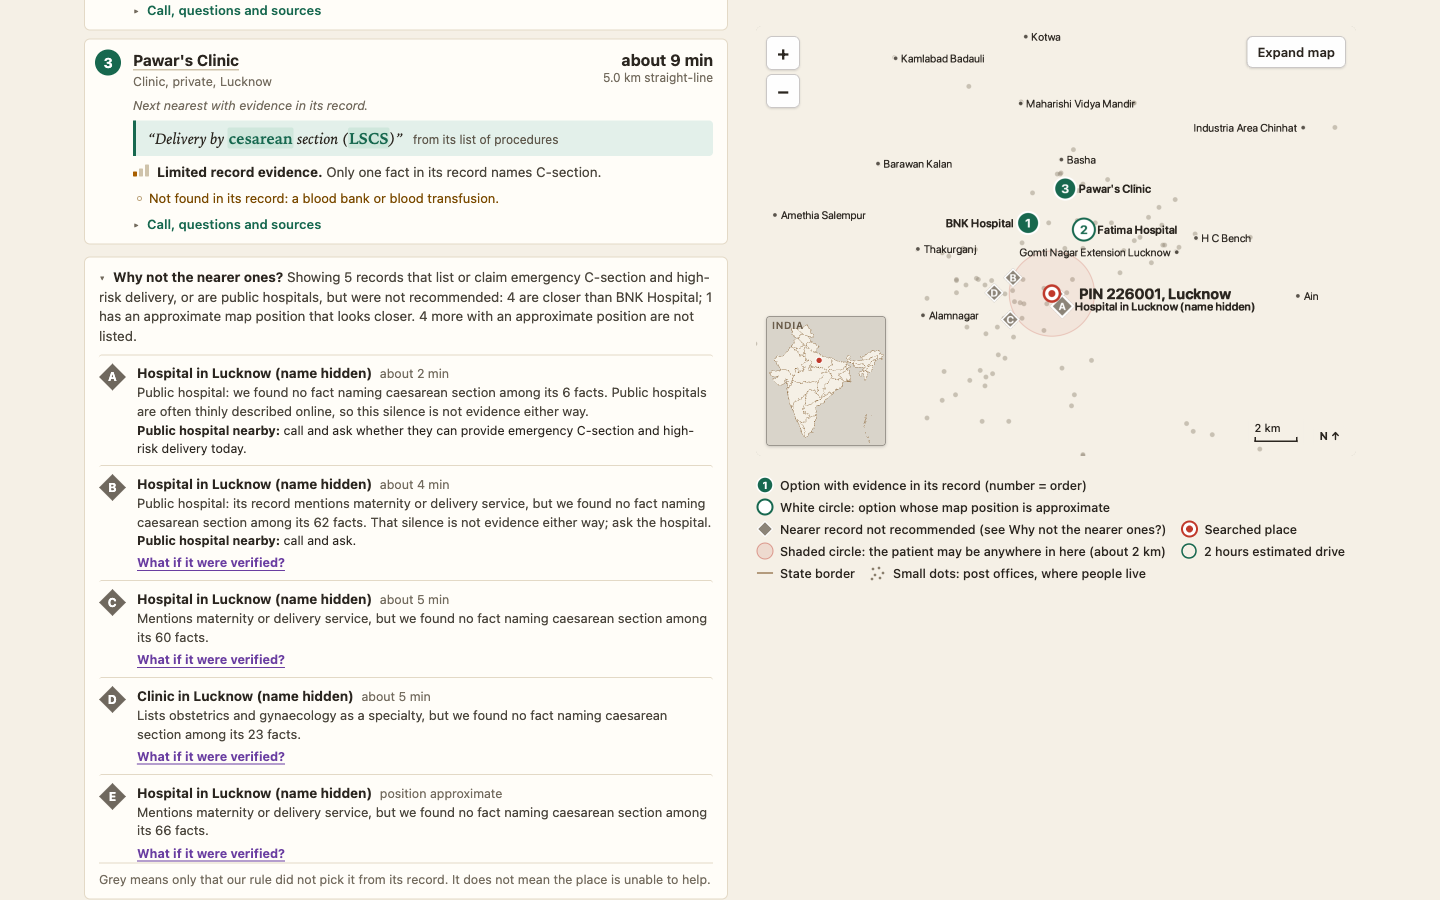 ▸ Call, questions and sources
3 Pawar's Clinic about 9 min
Clinic, private, Lucknow 5.0 km straight-line
Next nearest with evidence in its record.
“Delivery by cesarean section (LSCS)” from its list of procedures
Limited record evidence. Only one fact in its record names C-section.
Not found in its record: a blood bank or blood transfusion.
▸ Call, questions and sources
▾ Why not the nearer ones? Showing 5 records that list or claim emergency C-section and high-
risk delivery, or are public hospitals, but were not recommended: 4 are closer than BNK Hospital; 1
has an approximate map position that looks closer. 4 more with an approximate position are not
listed.
A Hospital in Lucknow (name hidden) about 2 min
Public hospital: we found no fact naming caesarean section among its 6 facts. Public hospitals
are often thinly described online, so this silence is not evidence either way.
Public hospital nearby: call and ask whether they can provide emergency C-section and high-
risk delivery today.
B Hospital in Lucknow (name hidden) about 4 min
Public hospital: its record mentions maternity or delivery service, but we found no fact naming
caesarean section among its 62 facts. That silence is not evidence either way; ask the hospital.
Public hospital nearby: call and ask.
What if it were verified?
C Hospital in Lucknow (name hidden) about 5 min
Mentions maternity or delivery service, but we found no fact naming caesarean section among
its 60 facts.
What if it were verified?
D Clinic in Lucknow (name hidden) about 5 min
Lists obstetrics and gynaecology as a specialty, but we found no fact naming caesarean
section among its 23 facts.
What if it were verified?
E Hospital in Lucknow (name hidden) position approximate
Mentions maternity or delivery service, but we found no fact naming caesarean section among
its 66 facts.
What if it were verified?
Grey means only that our rule did not pick it from its record. It does not mean the place is unable to help.
+
−
Expand map
Kotwa
Kamlabad Badauli
Maharishi Vidya Mandir
Industria Area Chinhat
Basha
Barawan Kalan
3 Pawar's Clinic
Amethia Salempur
BNK Hospital 1
2 Fatima Hospital
H C Bench
Thakurganj
Gomti Nagar Extension Lucknow
B
D
PIN 226001, Lucknow
Ain
A Hospital in Lucknow (name hidden)
Alamnagar
C
INDIA
2 km
N ↑
1 Option with evidence in its record (number = order)
White circle: option whose map position is approximate
Nearer record not recommended (see Why not the nearer ones?) Searched place
Shaded circle: the patient may be anywhere in here (about 2 km) 2 hours estimated drive
State border Small dots: post offices, where people live